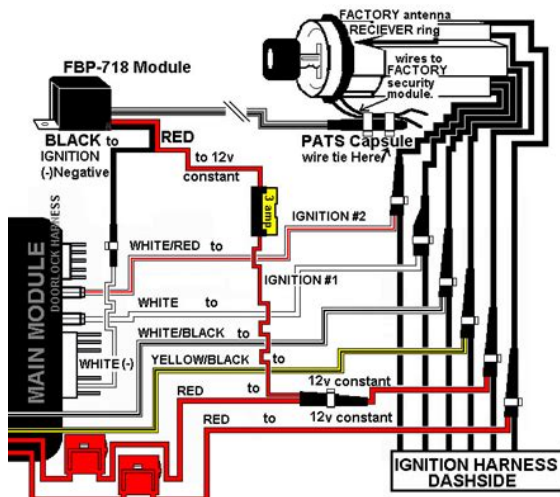 FACTORY antenna
RECIEVER ring
wires to
FACTORY
security
module.
FBP-718 Module
BLACK to
IGNITION
(-)Negative
RED
to 12v
constant
PATS Capsule
wire tie Here
3 amp
IGNITION #2
WHITE/RED to
IGNITION #1
WHITE to
WHITE/BLACK to
YELLOW/BLACK to
WHITE (-)
RED to
12v constant
12v constant
RED to
MAIN MODULE
DOORLOCK HARNESS
IGNITION HARNESS
DASHSIDE